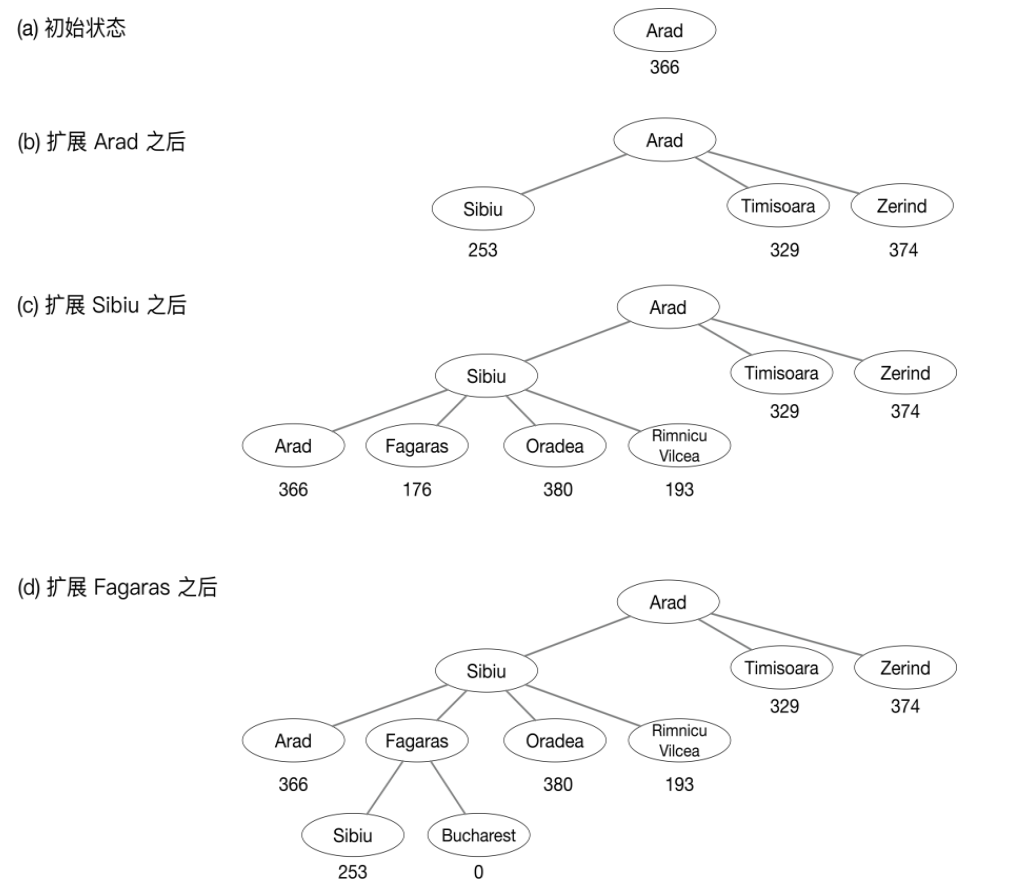 (a) 初始状态
Arad
366
(b) 扩展 Arad 之后
Arad
Sibiu
Timisoara
Zerind
253
329
374
(c) 扩展 Sibiu 之后
Arad
Sibiu
Timisoara
Zerind
329
374
Arad
Fagaras
Oradea
Rimnicu
Vilcea
366
176
380
193
(d) 扩展 Fagaras 之后
Arad
Sibiu
Timisoara
Zerind
329
374
Arad
Fagaras
Oradea
Rimnicu
Vilcea
366
380
193
Sibiu
Bucharest
253
0